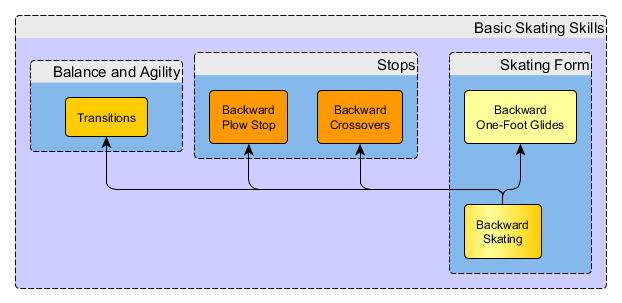 Basic Skating Skills
Balance and Agility
Transitions
Stops
Backward
Plow Stop
Backward
Crossovers
Skating Form
Backward
One-Foot Glides
Backward
Skating